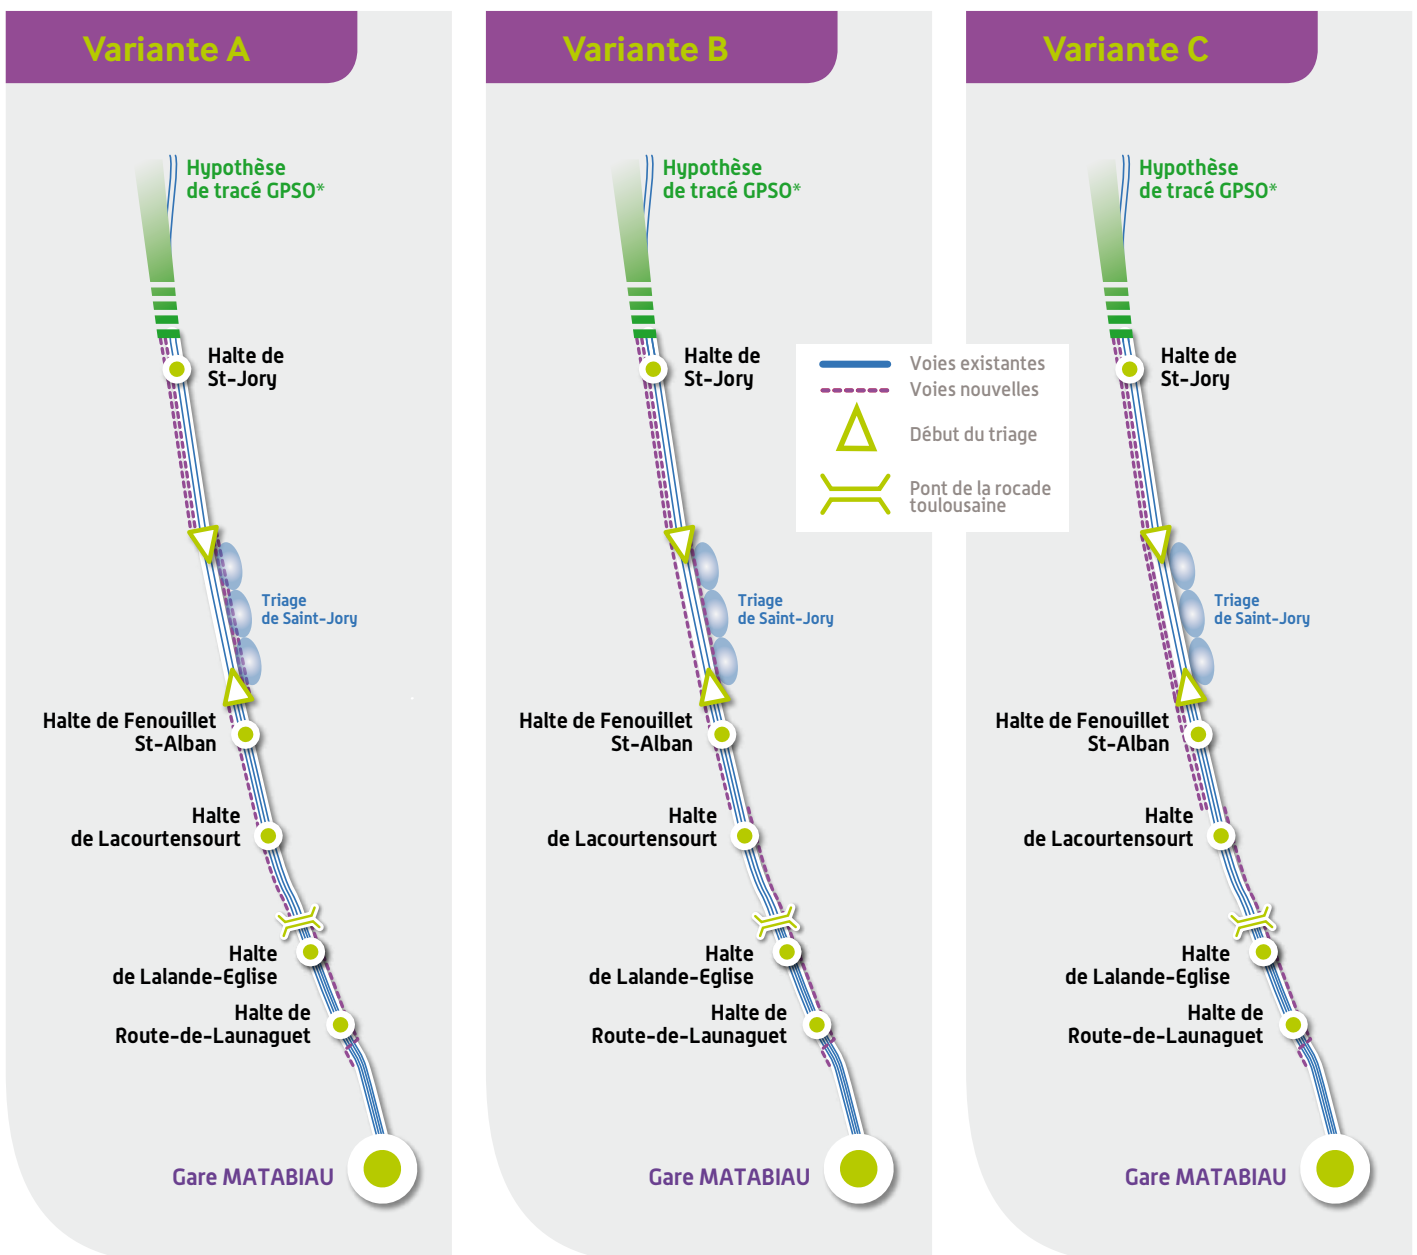 Variante A
Hypothèse
de tracé GPSO*
Halte de
St-Jory
Triage
de Saint-Jory
Halte de Fenouillet
St-Alban
Halte
de Lacourtensourt
Halte
de Lalande-Eglise
Halte de
Route-de-Launaguet
Gare MATABIAU
Variante B
Hypothèse
de tracé GPSO*
Halte de
St-Jory
Triage
de Saint-Jory
Halte de Fenouillet
St-Alban
Halte
de Lacourtensourt
Halte
de Lalande-Eglise
Halte de
Route-de-Launaguet
Gare MATABIAU
Voies existantes
Voies nouvelles
Début du triage
Pont de la rocade
toulousaine
Variante C
Hypothèse
de tracé GPSO*
Halte de
St-Jory
Triage
de Saint-Jory
Halte de Fenouillet
St-Alban
Halte
de Lacourtensourt
Halte
de Lalande-Eglise
Halte de
Route-de-Launaguet
Gare MATABIAU